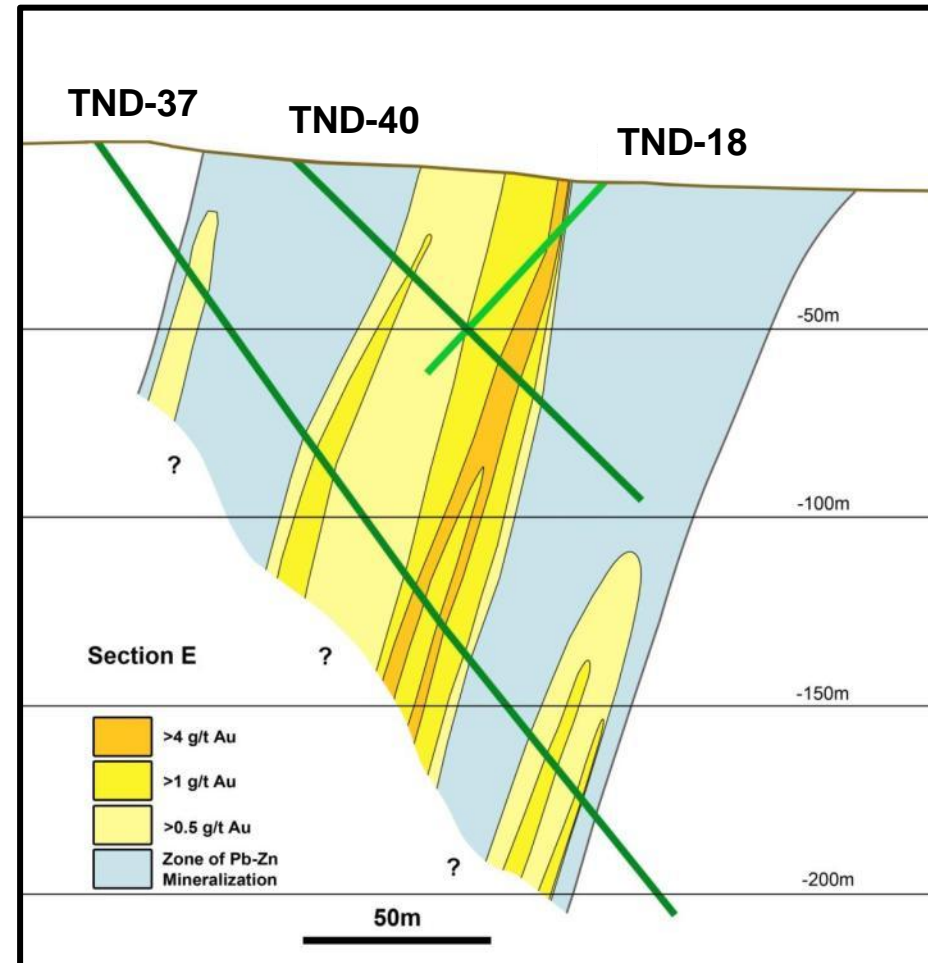 TND-37
TND-40
TND-18
-50m
?
-100m
?
Section E
-150m
>4 g/t Au
>1 g/t Au
>0.5 g/t Au
Zone of Pb-Zn
Mineralization
?
-200m
50m